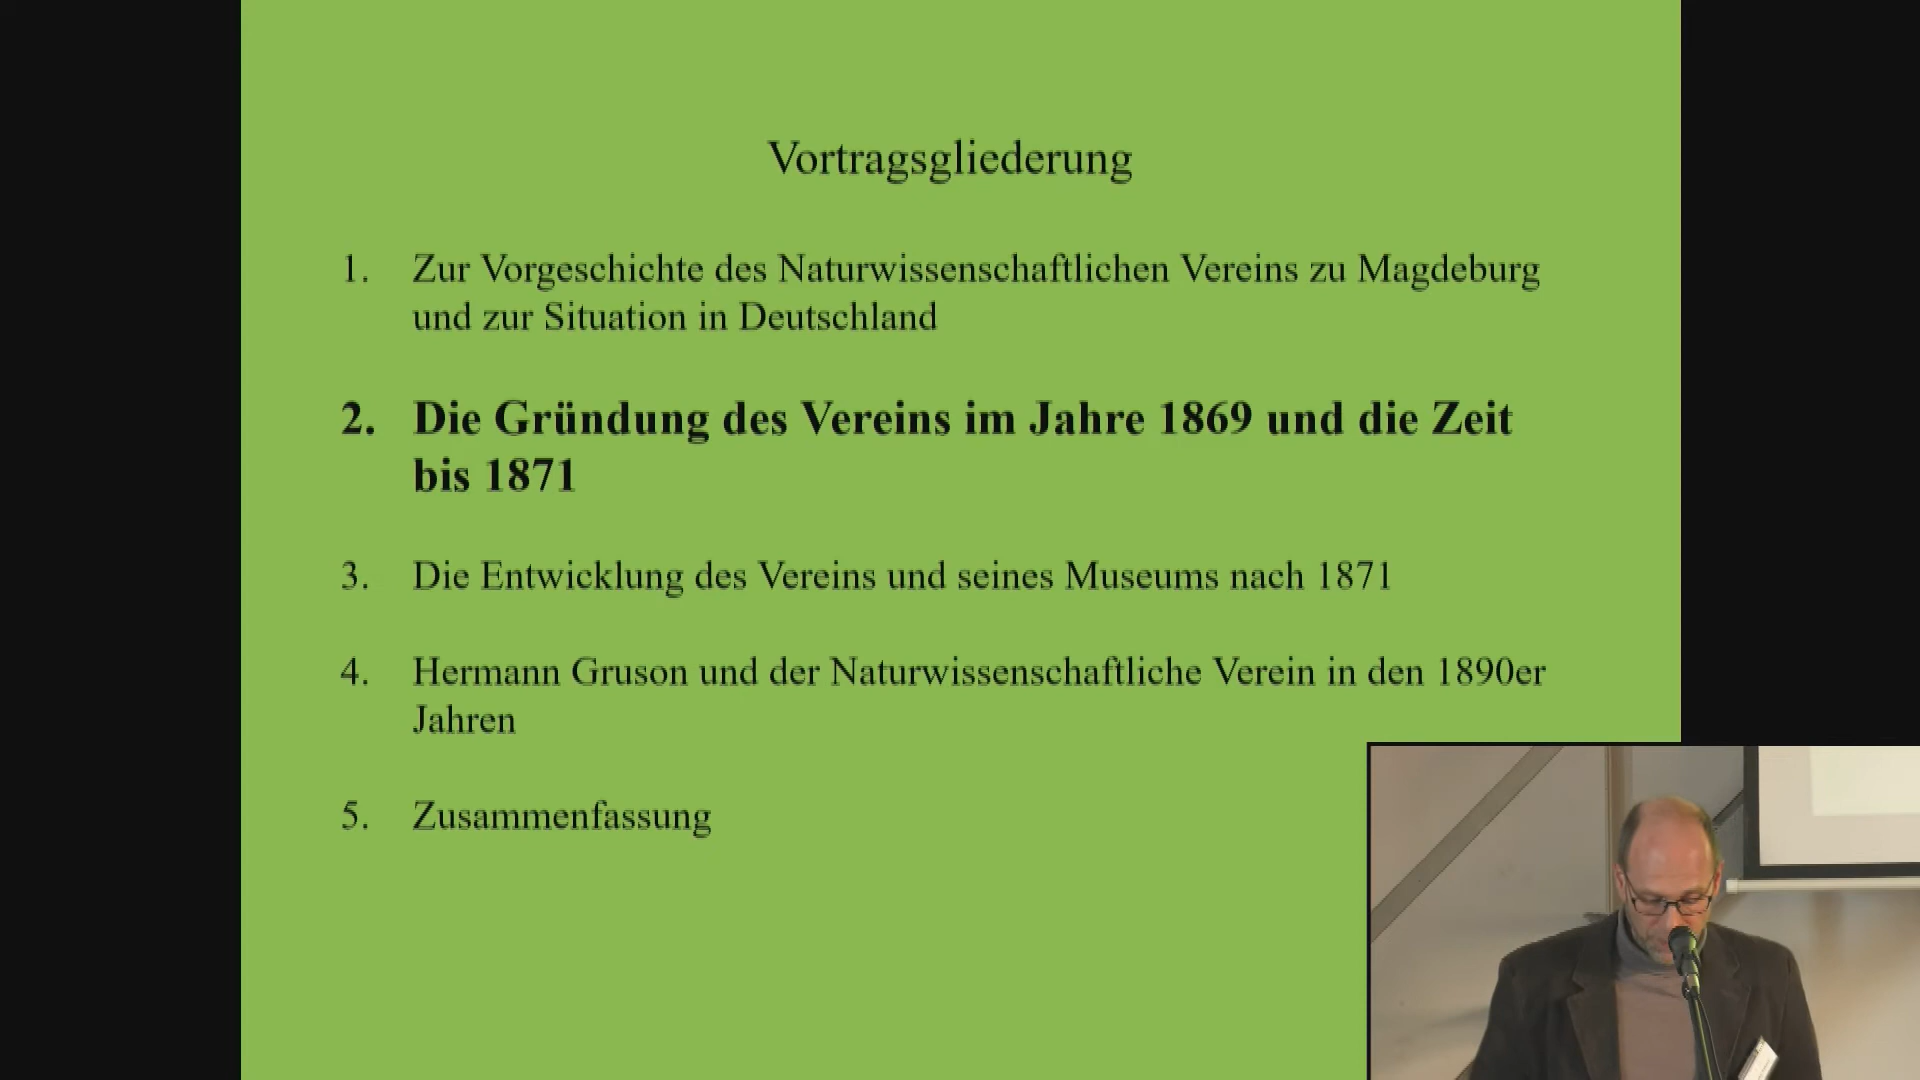 Vortragsgliederung
1. Zur Vorgeschichte des Naturwissenschaftlichen Vereins zu Magdeburg
und zur Situation in Deutschland
2. Die Gründung des Vereins im Jahre 1869 und die Zeit
bis 1871
3. Die Entwicklung des Vereins und seines Museums nach 1871
4. Hermann Gruson und der Naturwissenschaftliche Verein in den 1890er
Jahren
5. Zusammenfassung